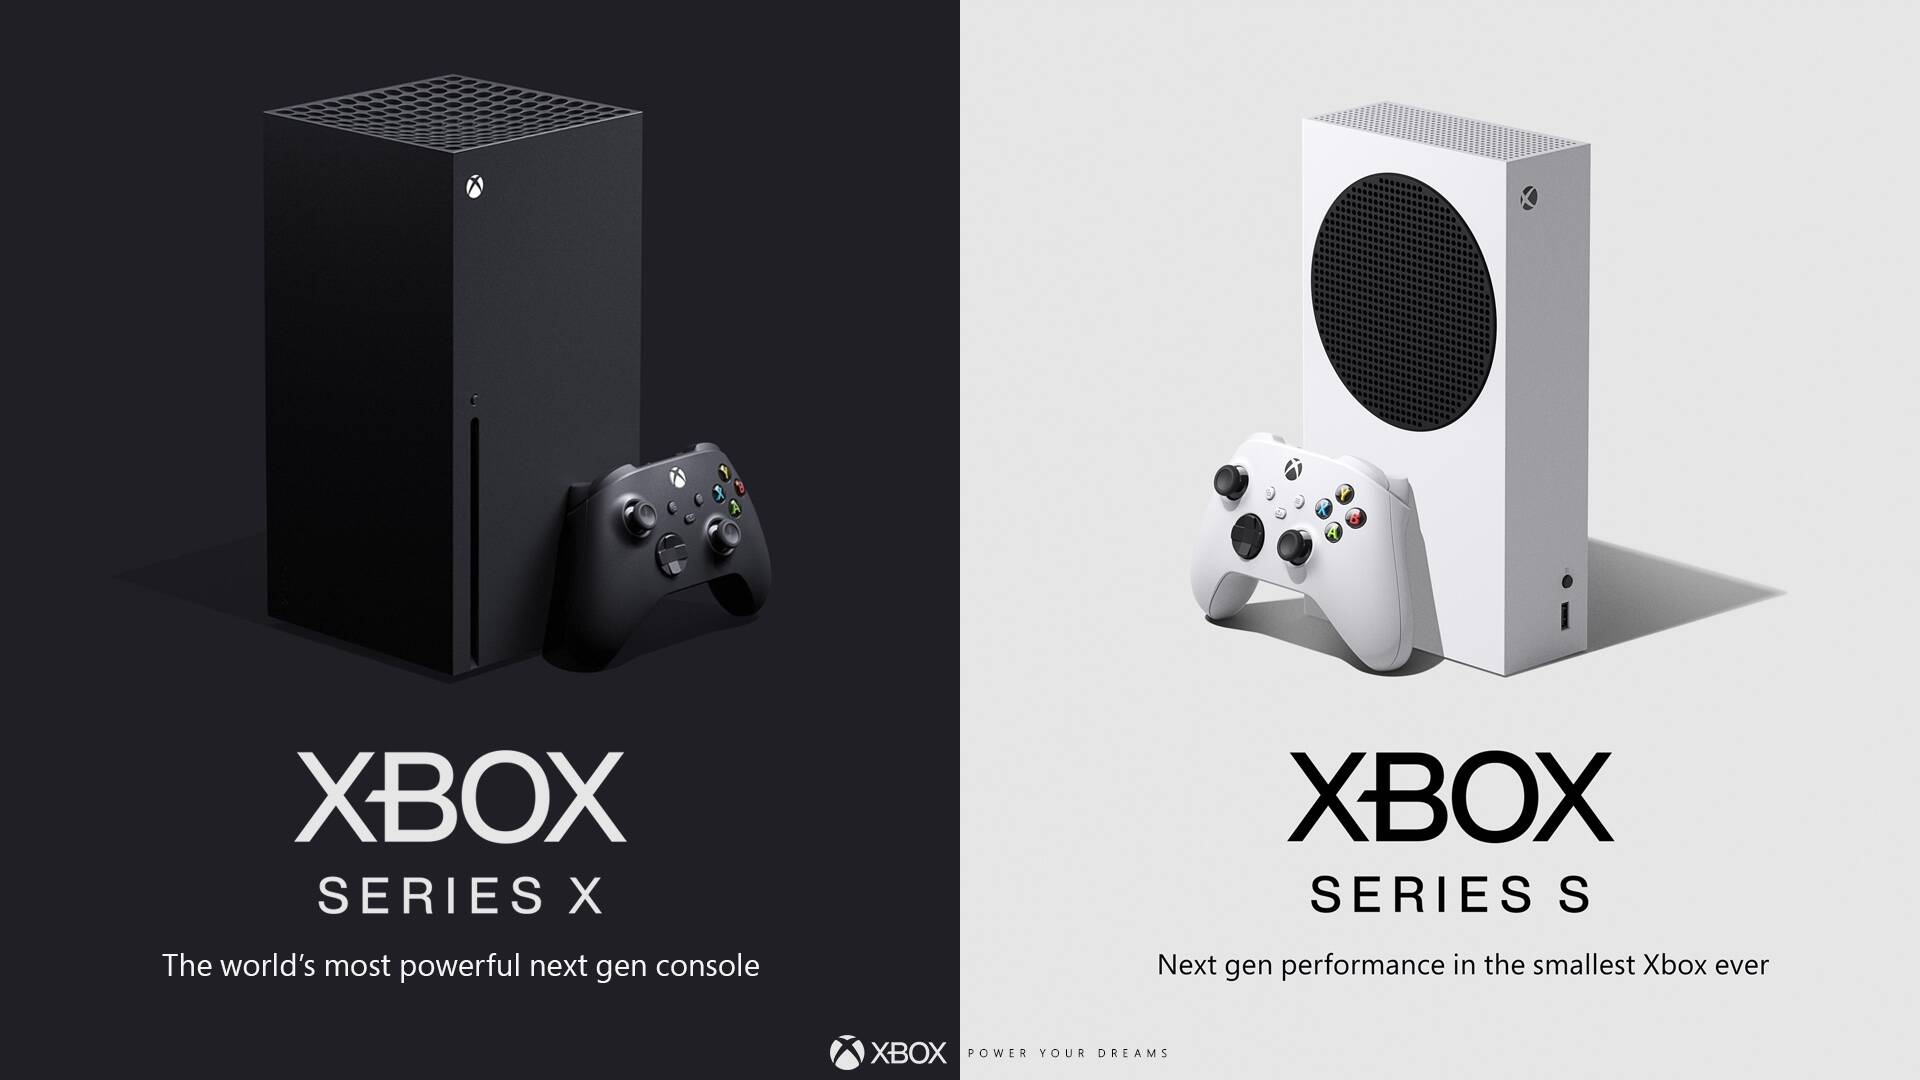 XBOX
SERIES X
The world's most powerful next gen console
XBOX
SERIES S
Next gen performance in the smallest Xbox ever
XBOX
POWER YOUR DREAMS
Y
X
B
A
Y
X
B
A